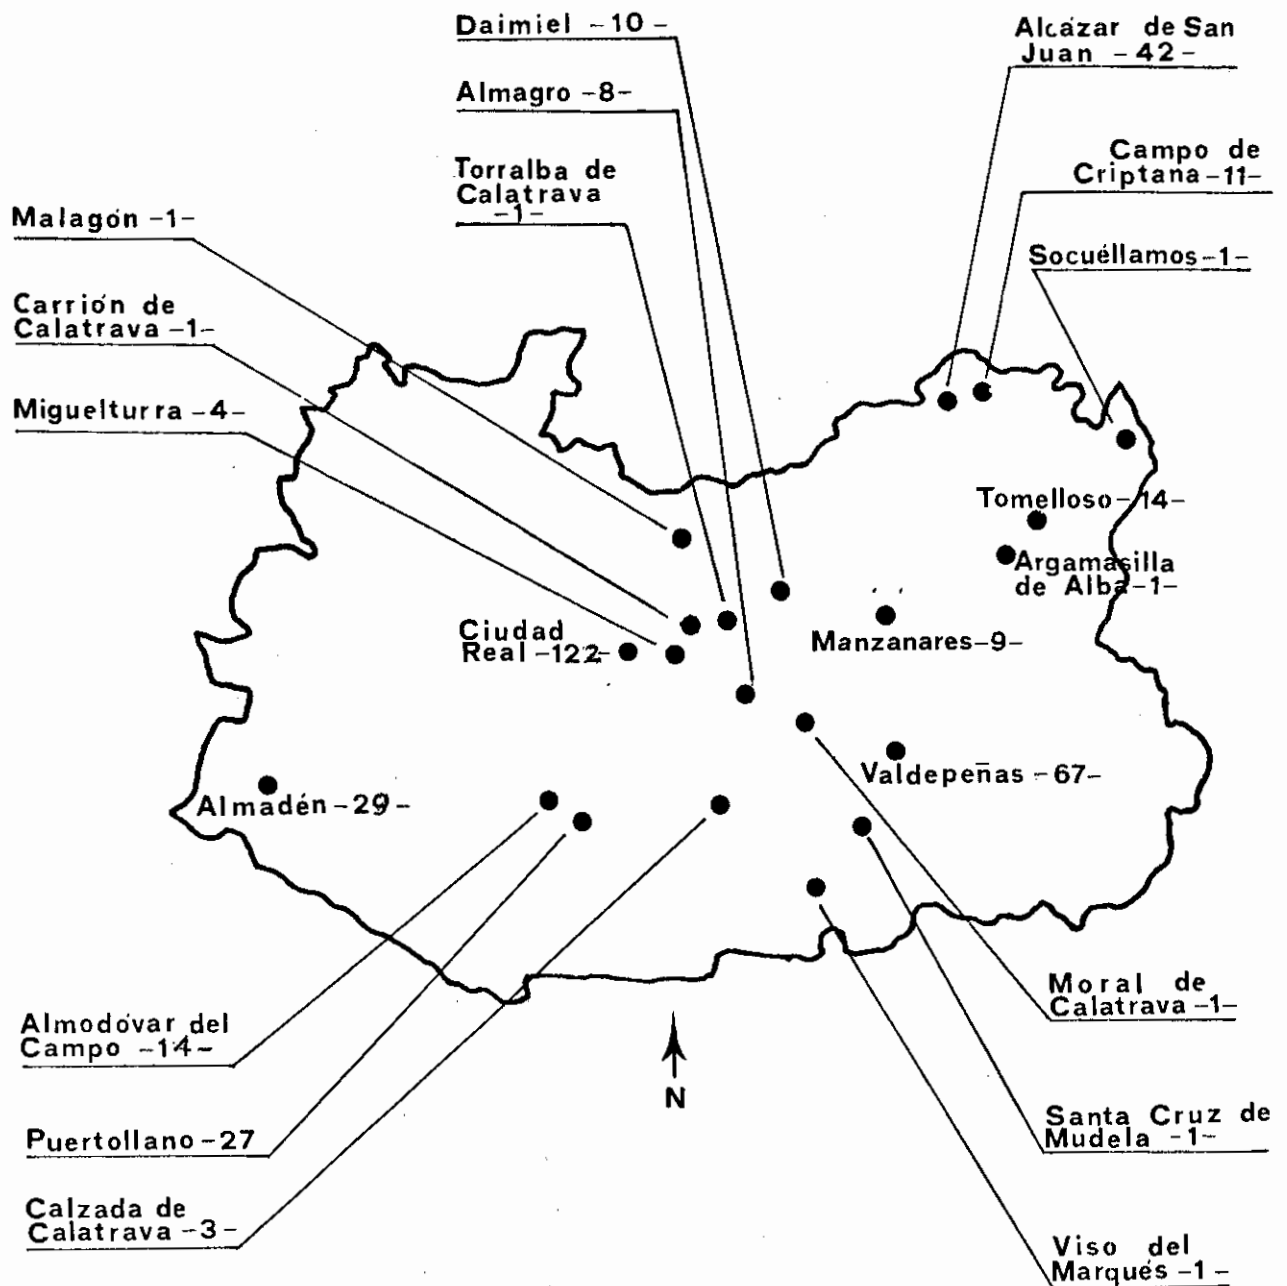 Daimiel -10-
Alcázar de San
Juan -42-
Almagro -8-
Campo de
Criptana-11-
Torralba de
Calatrava
-1-
Malagón -1-
Socuéllamos-1-
Carrión de
Calatrava -1-
Miguelturra -4-
Tomelloso-14-
Argamasilla
de Alba-1-
Ciudad
Real -122-
Manzanares-9-
Valdepeñas -67-
Almadén -29-
Moral de
Calatrava -1-
Almodóvar del
Campo -14-
N
Santa Cruz de
Mudela -1-
Puertollano -27
Calzada de
Calatrava -3-
Viso del
Marqués -1-